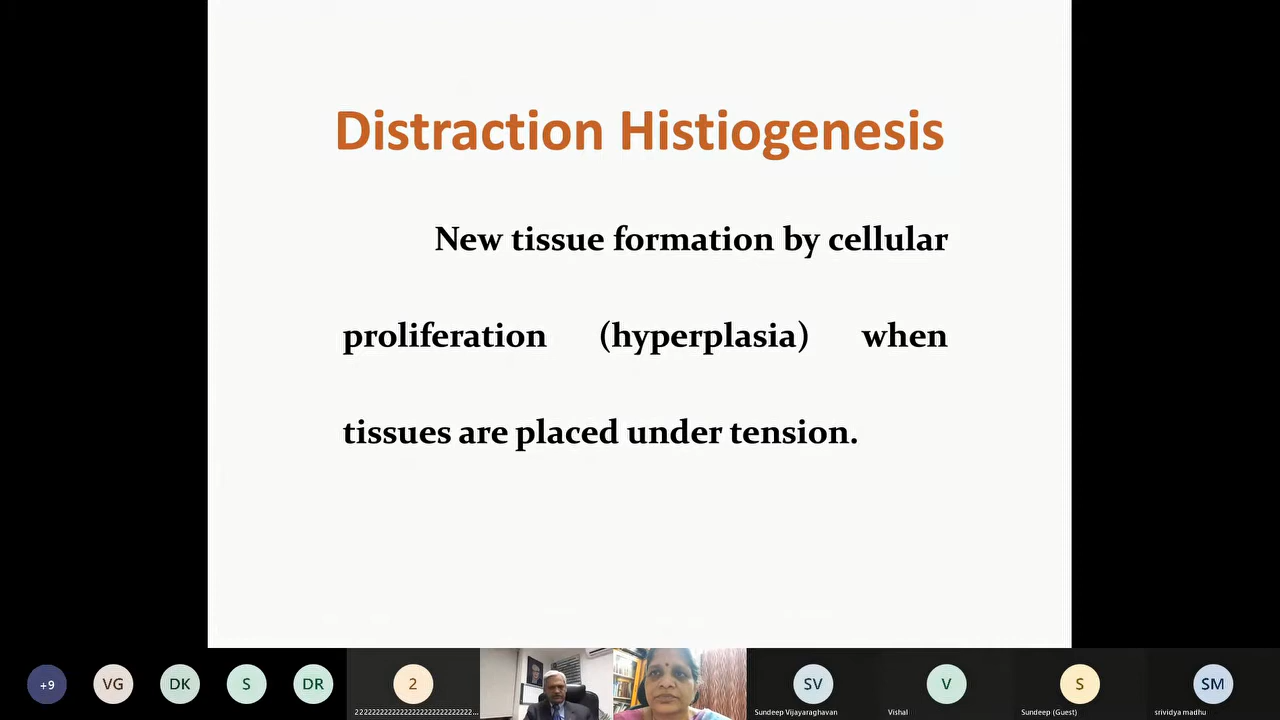 Distraction Histiogenesis
New tissue formation by cellular
proliferation (hyperplasia) when
tissues are placed under tension.
+9
VG
DK
S
DR
2
SV
V
S
SM
Sundeep Vijayaraghavan
Vishal
Sundeep (Guest)
srividya madhu